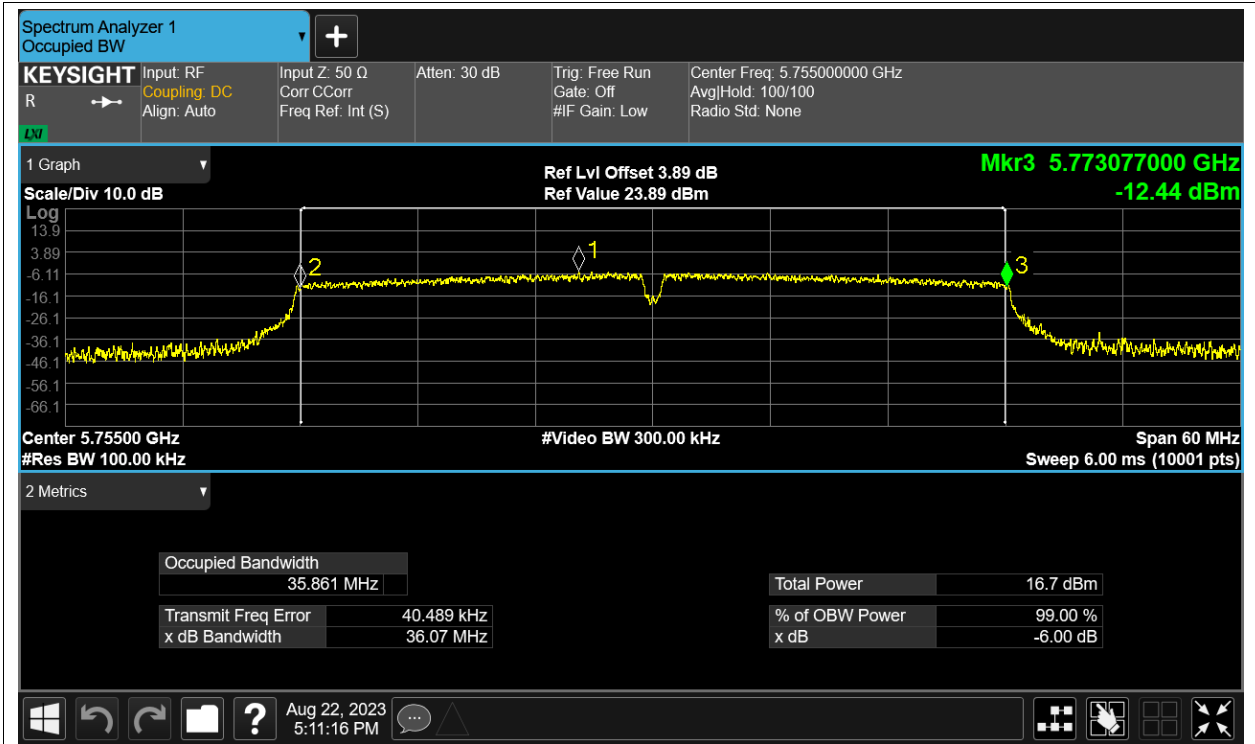 Spectrum Analyzer 1
Occupied BW
KEYSIGHT
R
LXI
Input: RF
Coupling: DC
Align: Auto
Input Z: 50 Ω
Corr CCorr
Freq Ref: Int (S)
Atten: 30 dB
Trig: Free Run
Gate: Off
#IF Gain: Low
Center Freq: 5.755000000 GHz
Avg|Hold: 100/100
Radio Std: None
1 Graph
Scale/Div 10.0 dB
Ref Lvl Offset 3.89 dB
Ref Value 23.89 dBm
Mkr3 5.773077000 GHz
-12.44 dBm
Log
13.9
3.89
-6.11
-16.1
-26.1
-36.1
-46.1
-56.1
-66.1
1
2
3
Center 5.75500 GHz
#Res BW 100.00 kHz
#Video BW 300.00 kHz
Span 60 MHz
Sweep 6.00 ms (10001 pts)
2 Metrics
Occupied Bandwidth
35.861 MHz
Transmit Freq Error 40.489 kHz
x dB Bandwidth 36.07 MHz
Total Power 16.7 dBm
% of OBW Power 99.00 %
x dB -6.00 dB
Aug 22, 2023
5:11:16 PM